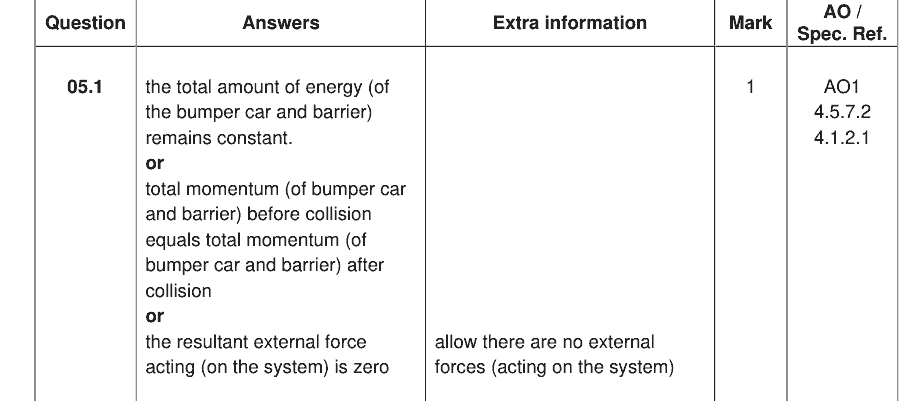 Question Answers Extra information Mark AO /
Spec. Ref.
05.1 the total amount of energy (of 1 AO1
the bumper car and barrier) 4.5.7.2
remains constant. 4.1.2.1
or
total momentum (of bumper car
and barrier) before collision
equals total momentum (of
bumper car and barrier) after
collision
or
the resultant external force allow there are no external
acting (on the system) is zero forces (acting on the system)